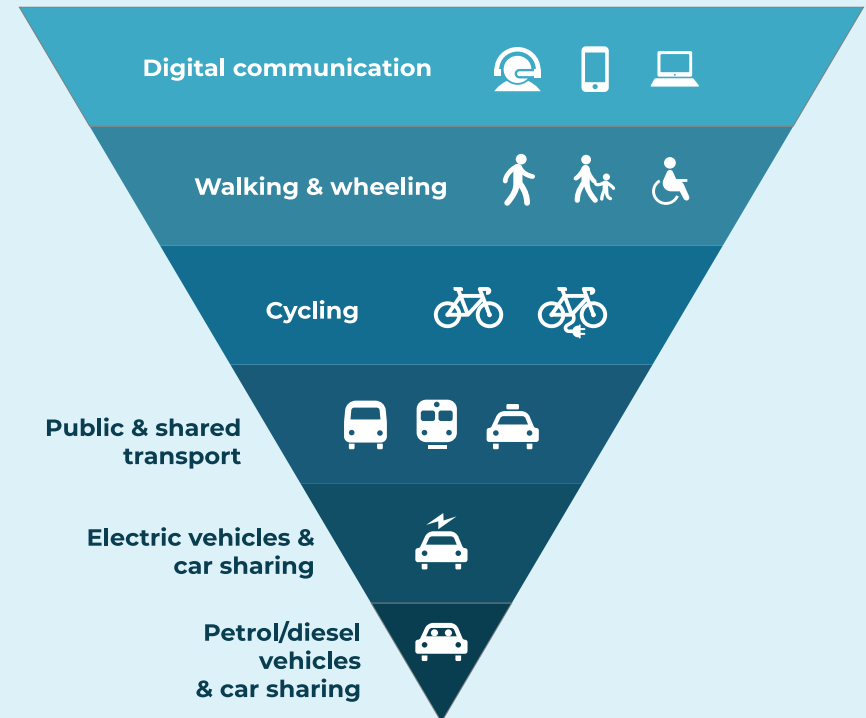 Digital communication
Walking & wheeling
Cycling
Public & shared
transport
Electric vehicles &
car sharing
Petrol/diesel
vehicles
& car sharing